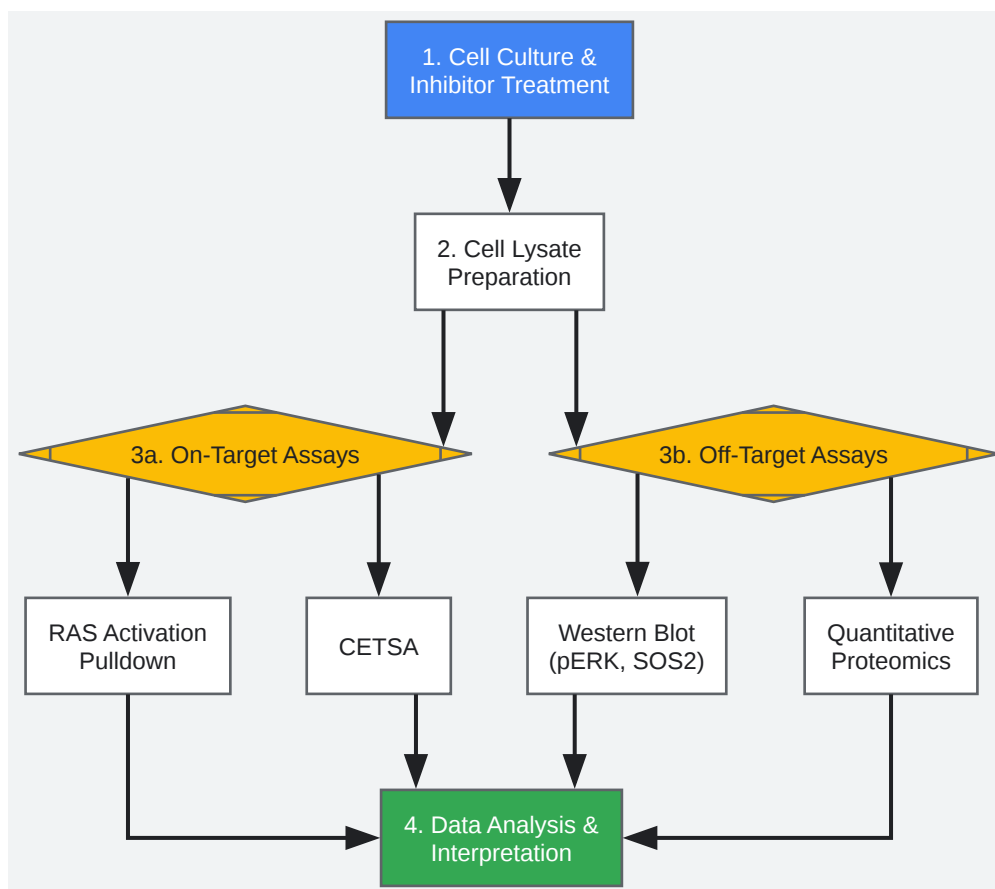 1. Cell Culture &
Inhibitor Treatment
2. Cell Lysate
Preparation
3a. On-Target Assays
3b. Off-Target Assays
RAS Activation
Pulldown
CETSA
Western Blot
(pERK, SOS2)
Quantitative
Proteomics
4. Data Analysis &
Interpretation